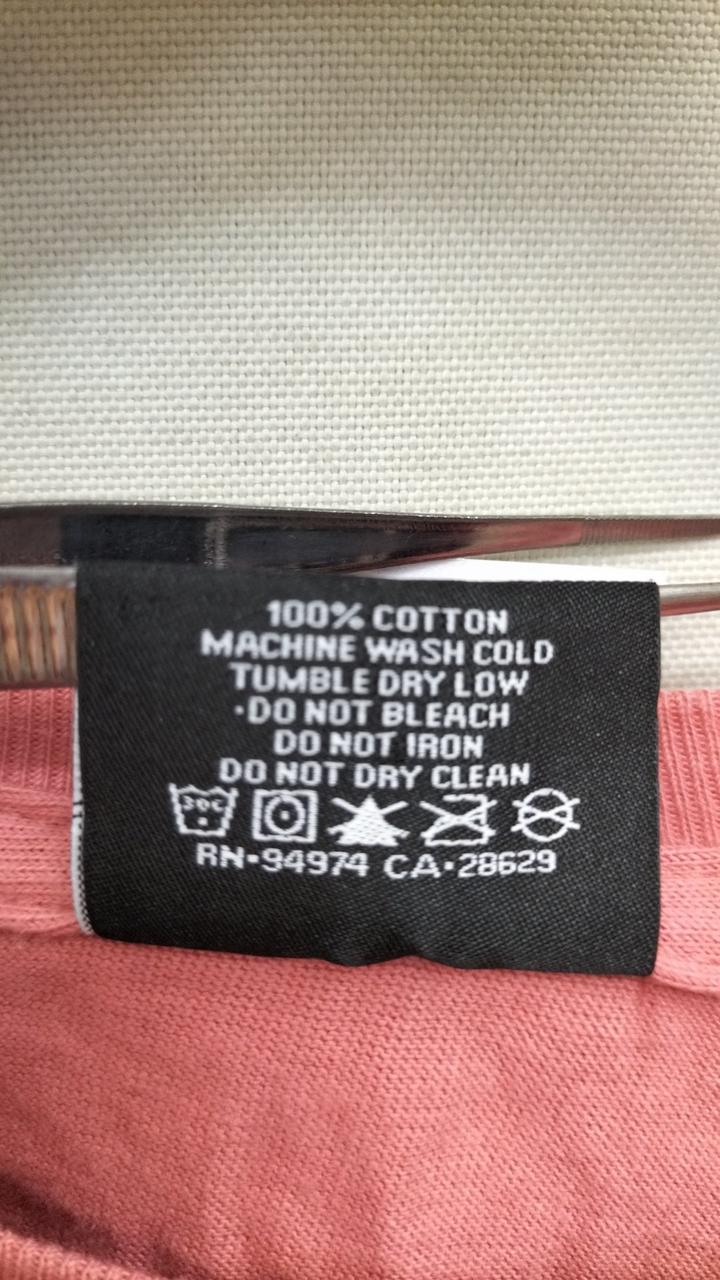 100% COTTON
MACHINE WASH COLD
TUMBLE DRY LOW
·DO NOT BLEACH
DO NOT IRON
DO NOT DRY CLEAN
30C
RN·94974 CA·28629